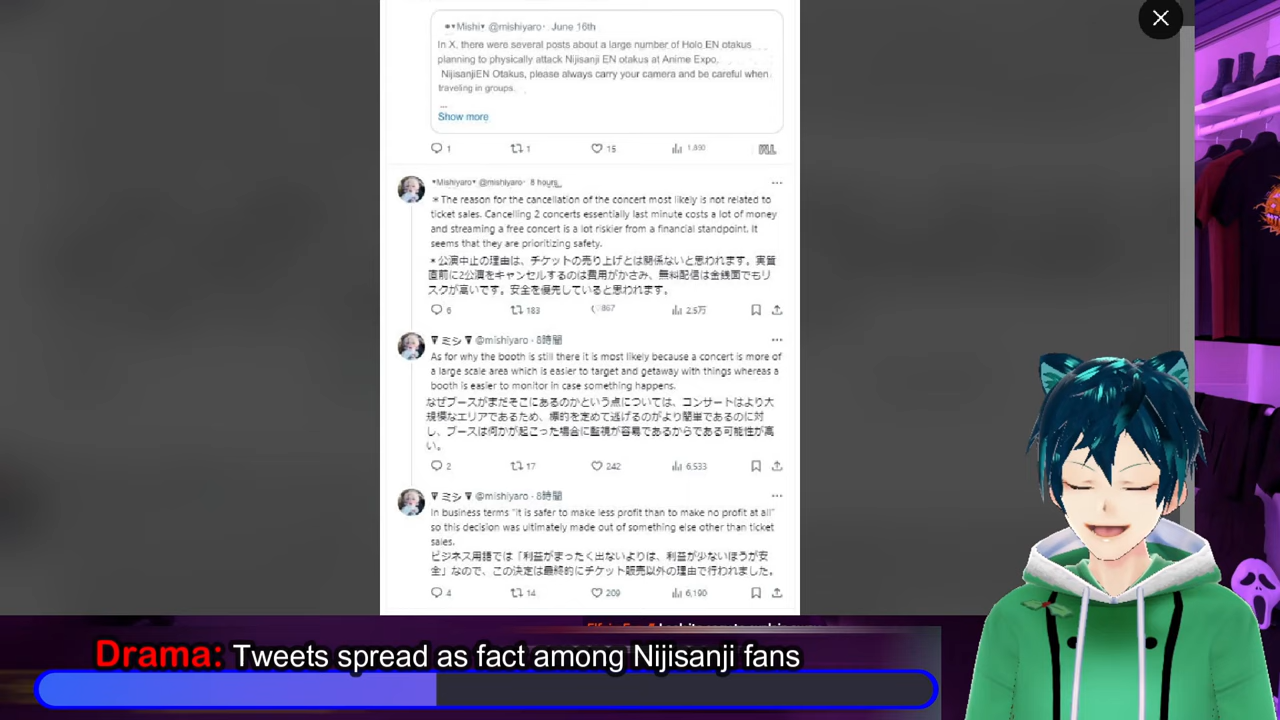 *♥Mishi♥ @mishiyaro · June 16th
In X, there were several posts about a large number of Holo EN otakus
planning to physically attack Nijisanji EN otakus at Anime Expo.
NijisanjiEN Otakus, please always carry your camera and be careful when
traveling in groups.
...
Show more
1 1 15 1,890
*Mishiyaro* @mishiyaro · 8 hours
*The reason for the cancellation of the concert most likely is not related to
ticket sales. Cancelling 2 concerts essentially last minute costs a lot of money
and streaming a free concert is a lot riskier from a financial standpoint. It
seems that they are prioritizing safety.
*公演中止の理由は、チケットの売り上げとは関係ないと思われます。実質
直前に2公演をキャンセルするのは費用がかさみ、無料配信は金銭面でもリ
スクが高いです。安全を優先していると思われます。
6 183 867 2.5万
▼ ミシ ▼ @mishiyaro · 8時間
As for why the booth is still there it is most likely because a concert is more of
a large scale area which is easier to target and getaway with things whereas a
booth is easier to monitor in case something happens.
なぜブースがまだそこにあるのかという点については、コンサートはより大
規模なエリアであるため、標的を定めて逃げるのがより簡単であるのに対
し、ブースは何かが起こった場合に監視が容易であるからである可能性が高
い。
2 17 242 6,533
▼ ミシ ▼ @mishiyaro · 8時間
In business terms "it is safer to make less profit than to make no profit at all"
so this decision was ultimately made out of something else other than ticket
sales.
ビジネス用語では「利益がまったく出ないよりは、利益が少ないほうが安
全」なので、この決定は最終的にチケット販売以外の理由で行われました。
4 14 209 6,190
Drama: Tweets spread as fact among Nijisanji fans